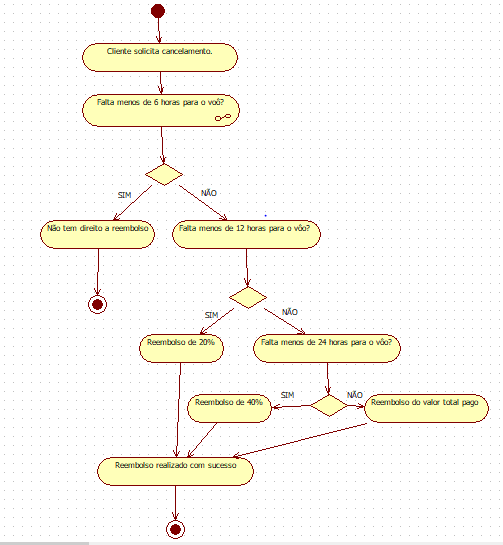 Cliente solicita cancelamento.
Falta menos de 6 horas para o voô?
SIM
NÃO
Não tem direito a reembolso
Falta menos de 12 horas para o vôo?
SIM
NÃO
Reembolso de 20%
Falta menos de 24 horas para o vôo?
SIM
NÃO
Reembolso de 40%
Reembolso do valor total pago
Reembolso realizado com sucesso